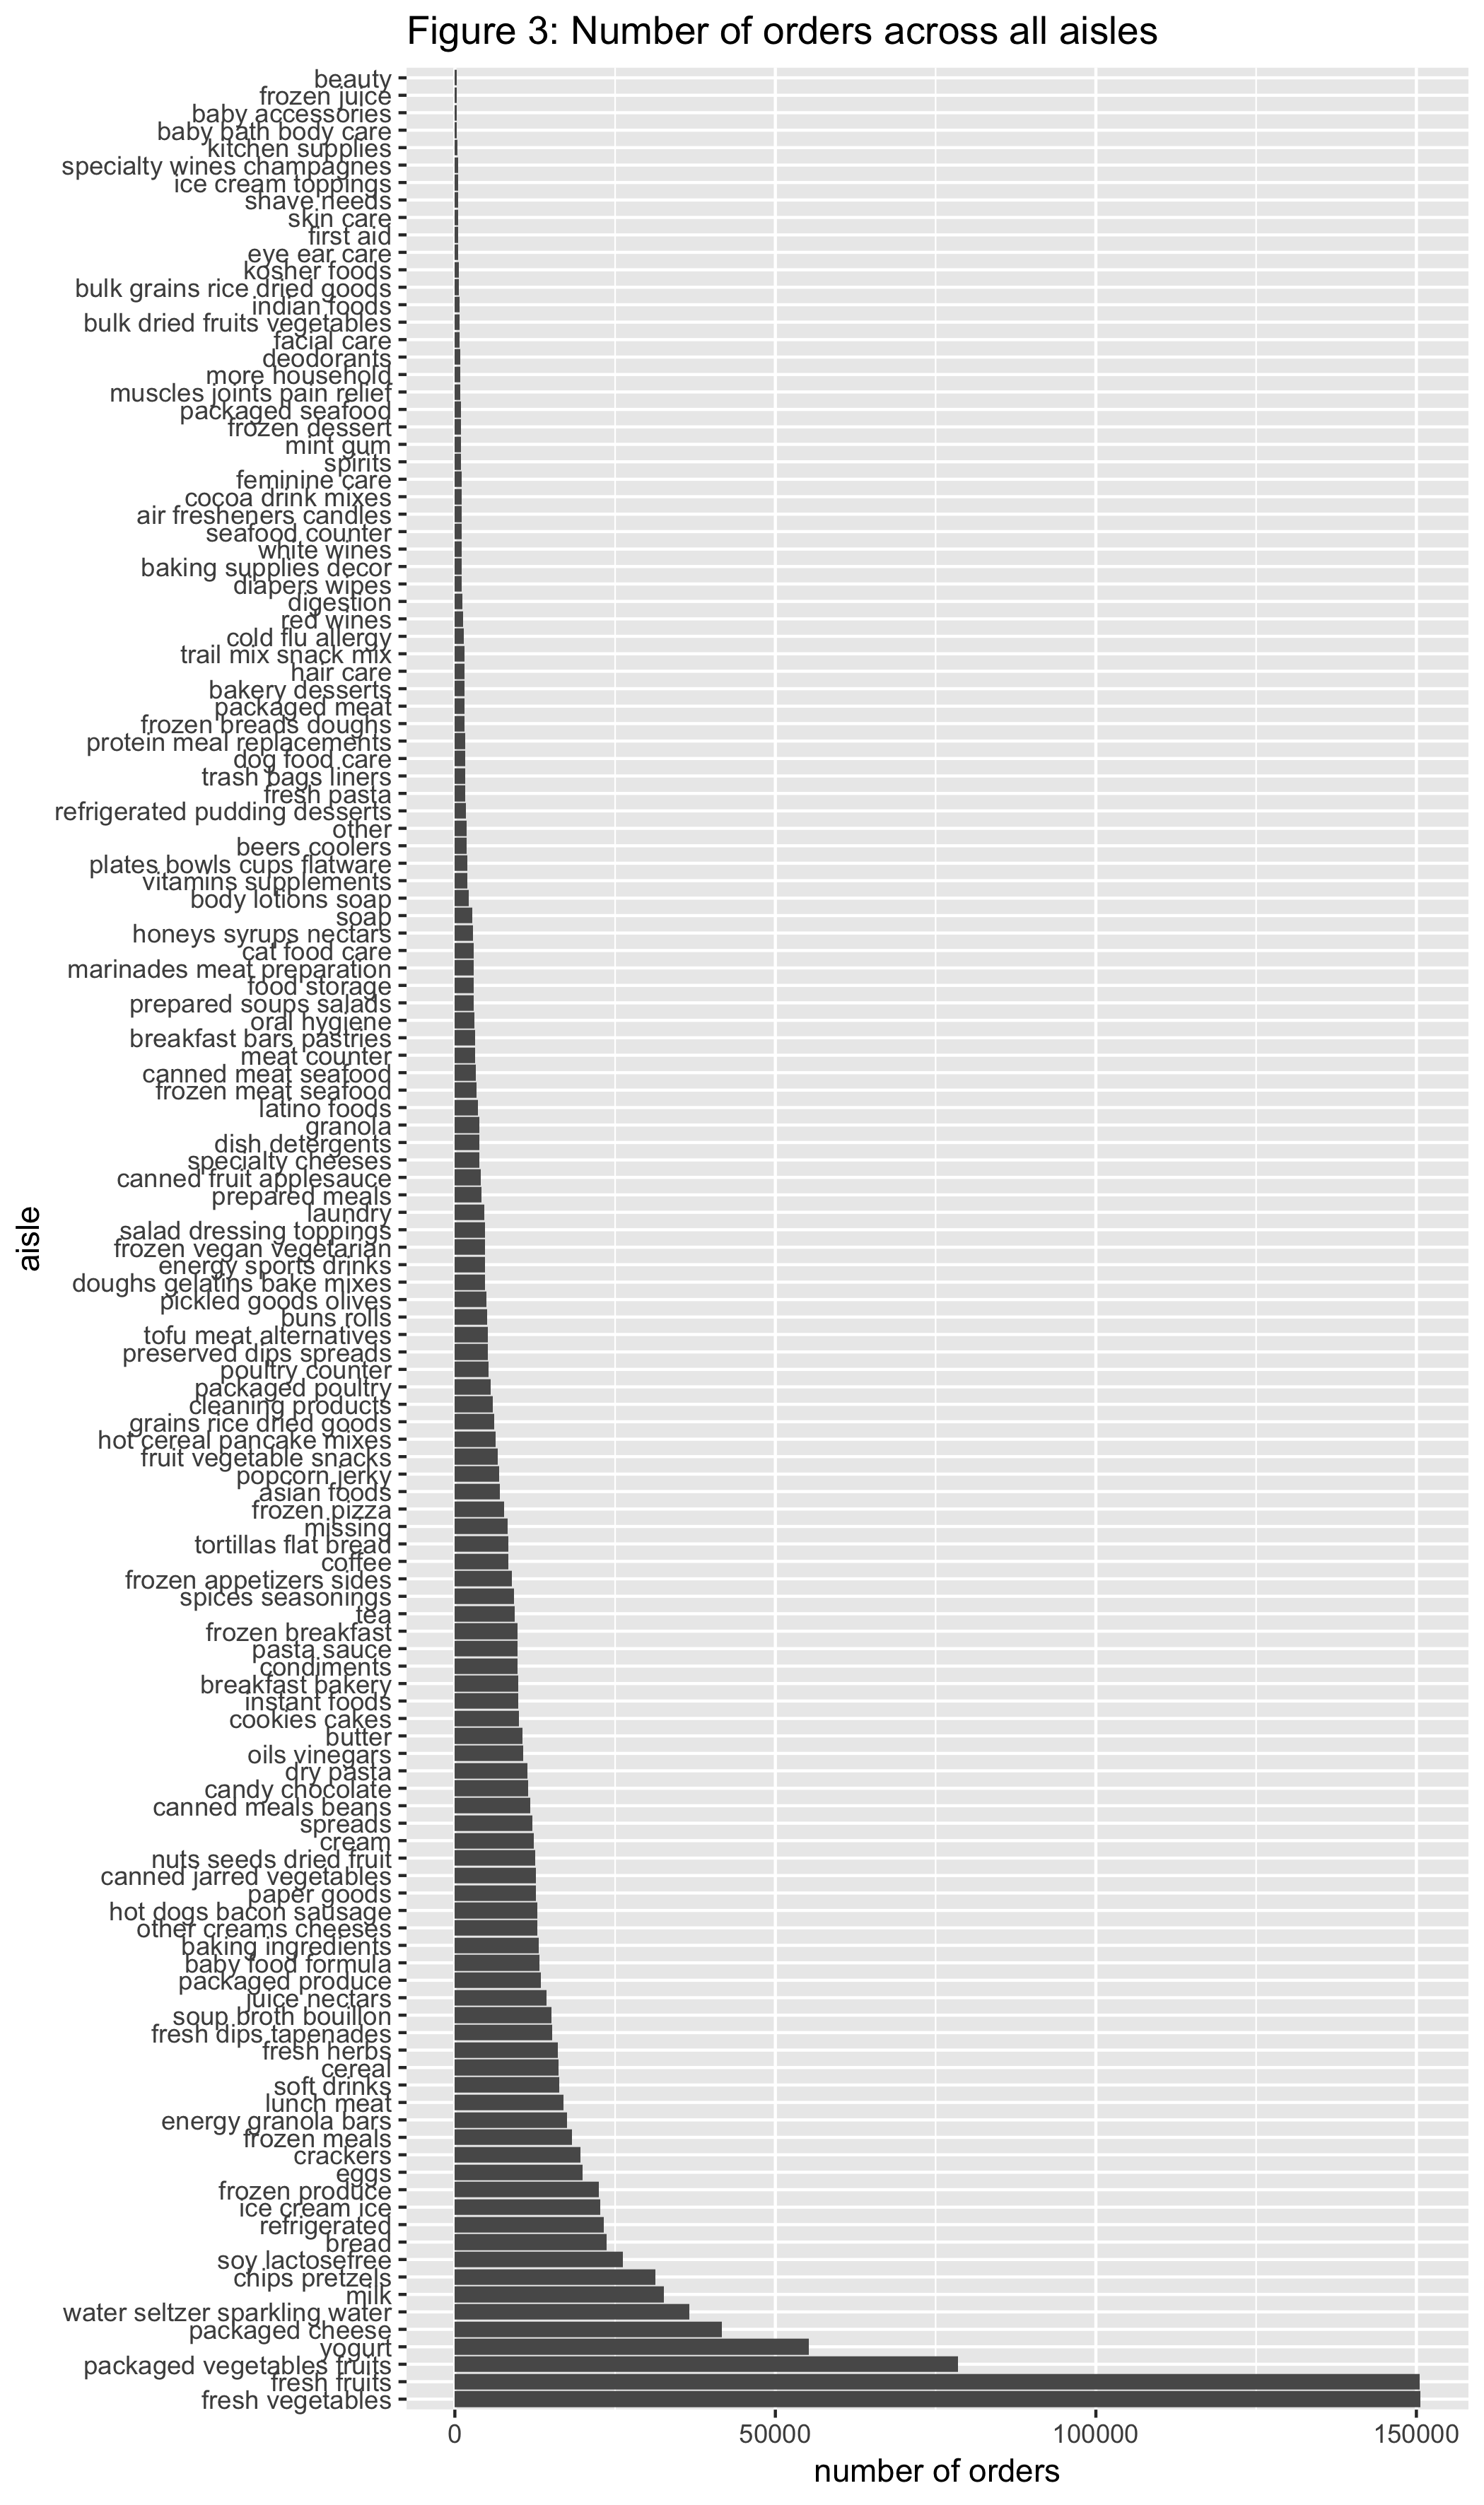 Figure 3: Number of orders across all aisles
beauty
frozen juice
baby accessories
baby bath body care
kitchen supplies
specialty wines champagnes
ice cream toppings
shave needs
skin care
first aid
eye ear care
kosher foods
bulk grains rice dried goods
indian foods
bulk dried fruits vegetables
facial care
deodorants
more household
muscles joints pain relief
packaged seafood
frozen dessert
mint gum
spirits
feminine care
cocoa drink mixes
air fresheners candles
seafood counter
white wines
baking supplies decor
diapers wipes
digestion
red wines
cold flu allergy
trail mix snack mix
hair care
bakery desserts
packaged meat
frozen breads doughs
protein meal replacements
dog food care
trash bags liners
fresh pasta
refrigerated pudding desserts
other
beers coolers
plates bowls cups flatware
vitamins supplements
body lotions soap
soap
honeys syrups nectars
cat food care
marinades meat preparation
food storage
prepared soups salads
oral hygiene
breakfast bars pastries
meat counter
canned meat seafood
frozen meat seafood
latino foods
granola
dish detergents
specialty cheeses
canned fruit applesauce
prepared meals
laundry
salad dressing toppings
frozen vegan vegetarian
energy sports drinks
doughs gelatins bake mixes
pickled goods olives
buns rolls
tofu meat alternatives
preserved dips spreads
poultry counter
packaged poultry
cleaning products
grains rice dried goods
hot cereal pancake mixes
fruit vegetable snacks
popcorn jerky
asian foods
frozen pizza
missing
tortillas flat bread
coffee
frozen appetizers sides
spices seasonings
tea
frozen breakfast
pasta sauce
condiments
breakfast bakery
instant foods
cookies cakes
butter
oils vinegars
dry pasta
candy chocolate
canned meals beans
spreads
cream
nuts seeds dried fruit
canned jarred vegetables
paper goods
hot dogs bacon sausage
other creams cheeses
baking ingredients
baby food formula
packaged produce
juice nectars
soup broth bouillon
fresh dips tapenades
fresh herbs
cereal
soft drinks
lunch meat
energy granola bars
frozen meals
crackers
eggs
frozen produce
ice cream ice
refrigerated
bread
soy lactosefree
chips pretzels
milk
water seltzer sparkling water
packaged cheese
yogurt
packaged vegetables fruits
fresh fruits
fresh vegetables
aisle
0 50000 100000 150000
number of orders